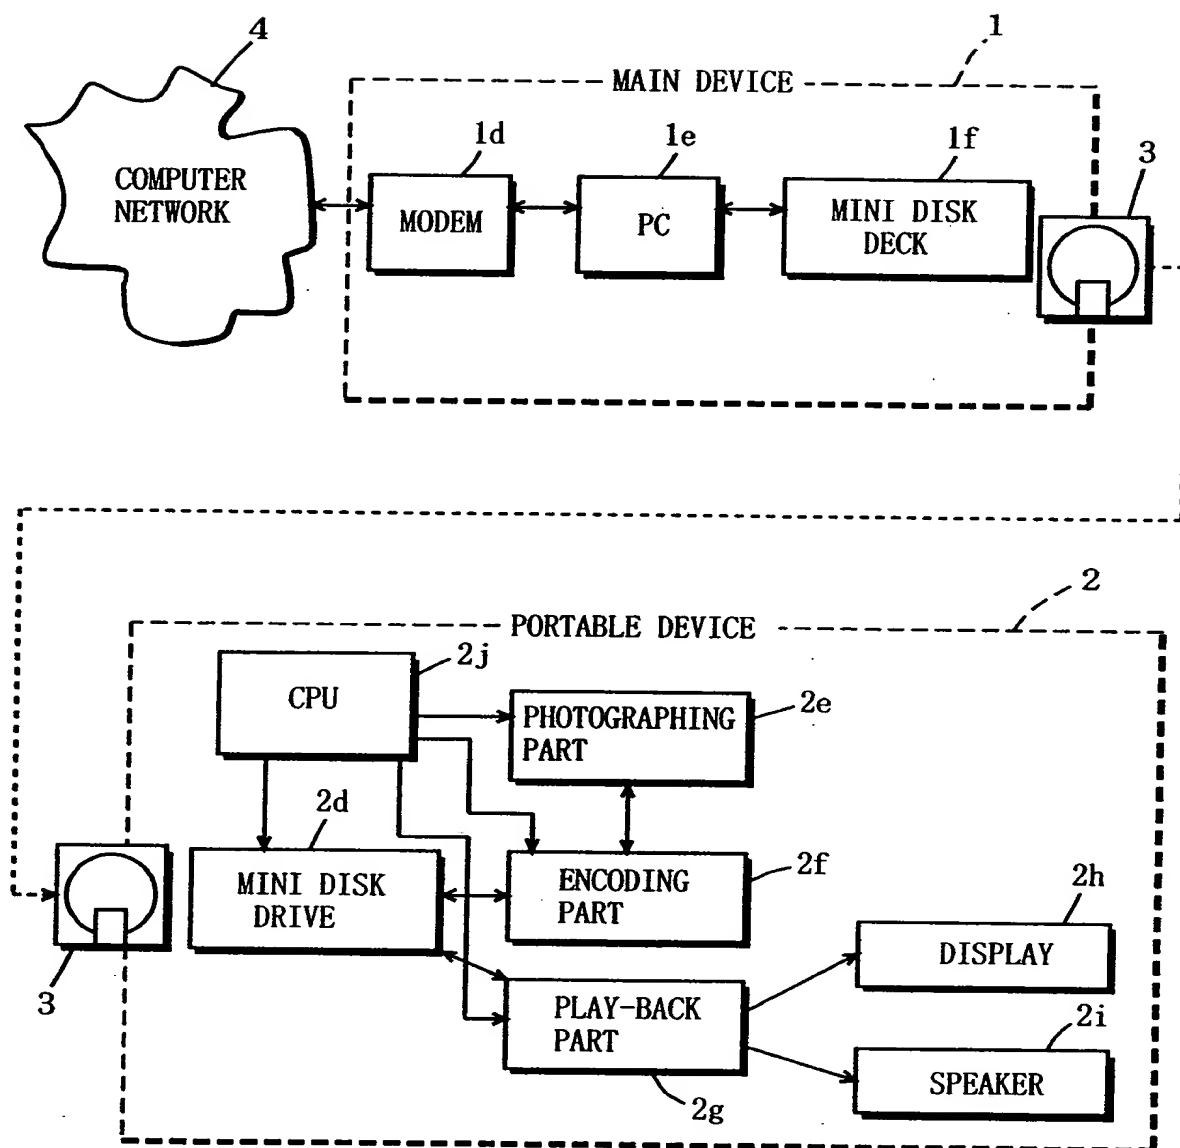 4
1
MAIN DEVICE
1d
1e
1f
3
COMPUTER
NETWORK
MODEM
PC
MINI DISK
DECK
2
PORTABLE DEVICE
2j
CPU
2e
PHOTOGRAPHING
PART
2d
MINI DISK
DRIVE
ENCODING
PART
2f
2h
DISPLAY
3
PLAY-BACK
PART
2i
SPEAKER
2g